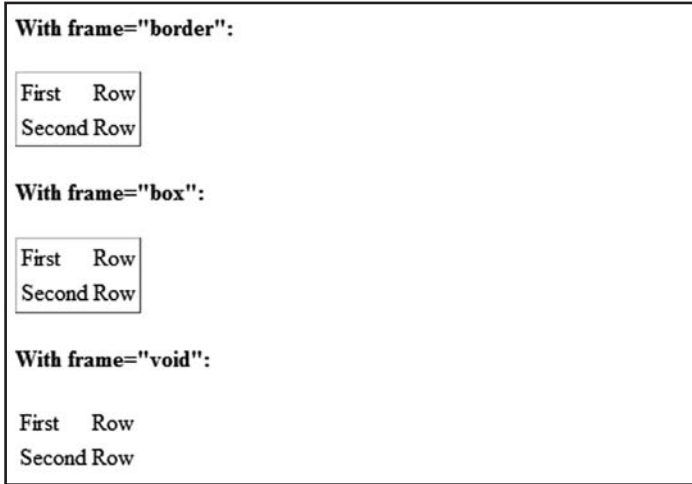 With frame="border":
First Row
Second Row
With frame="box":
First Row
Second Row
With frame="void":
First Row
Second Row